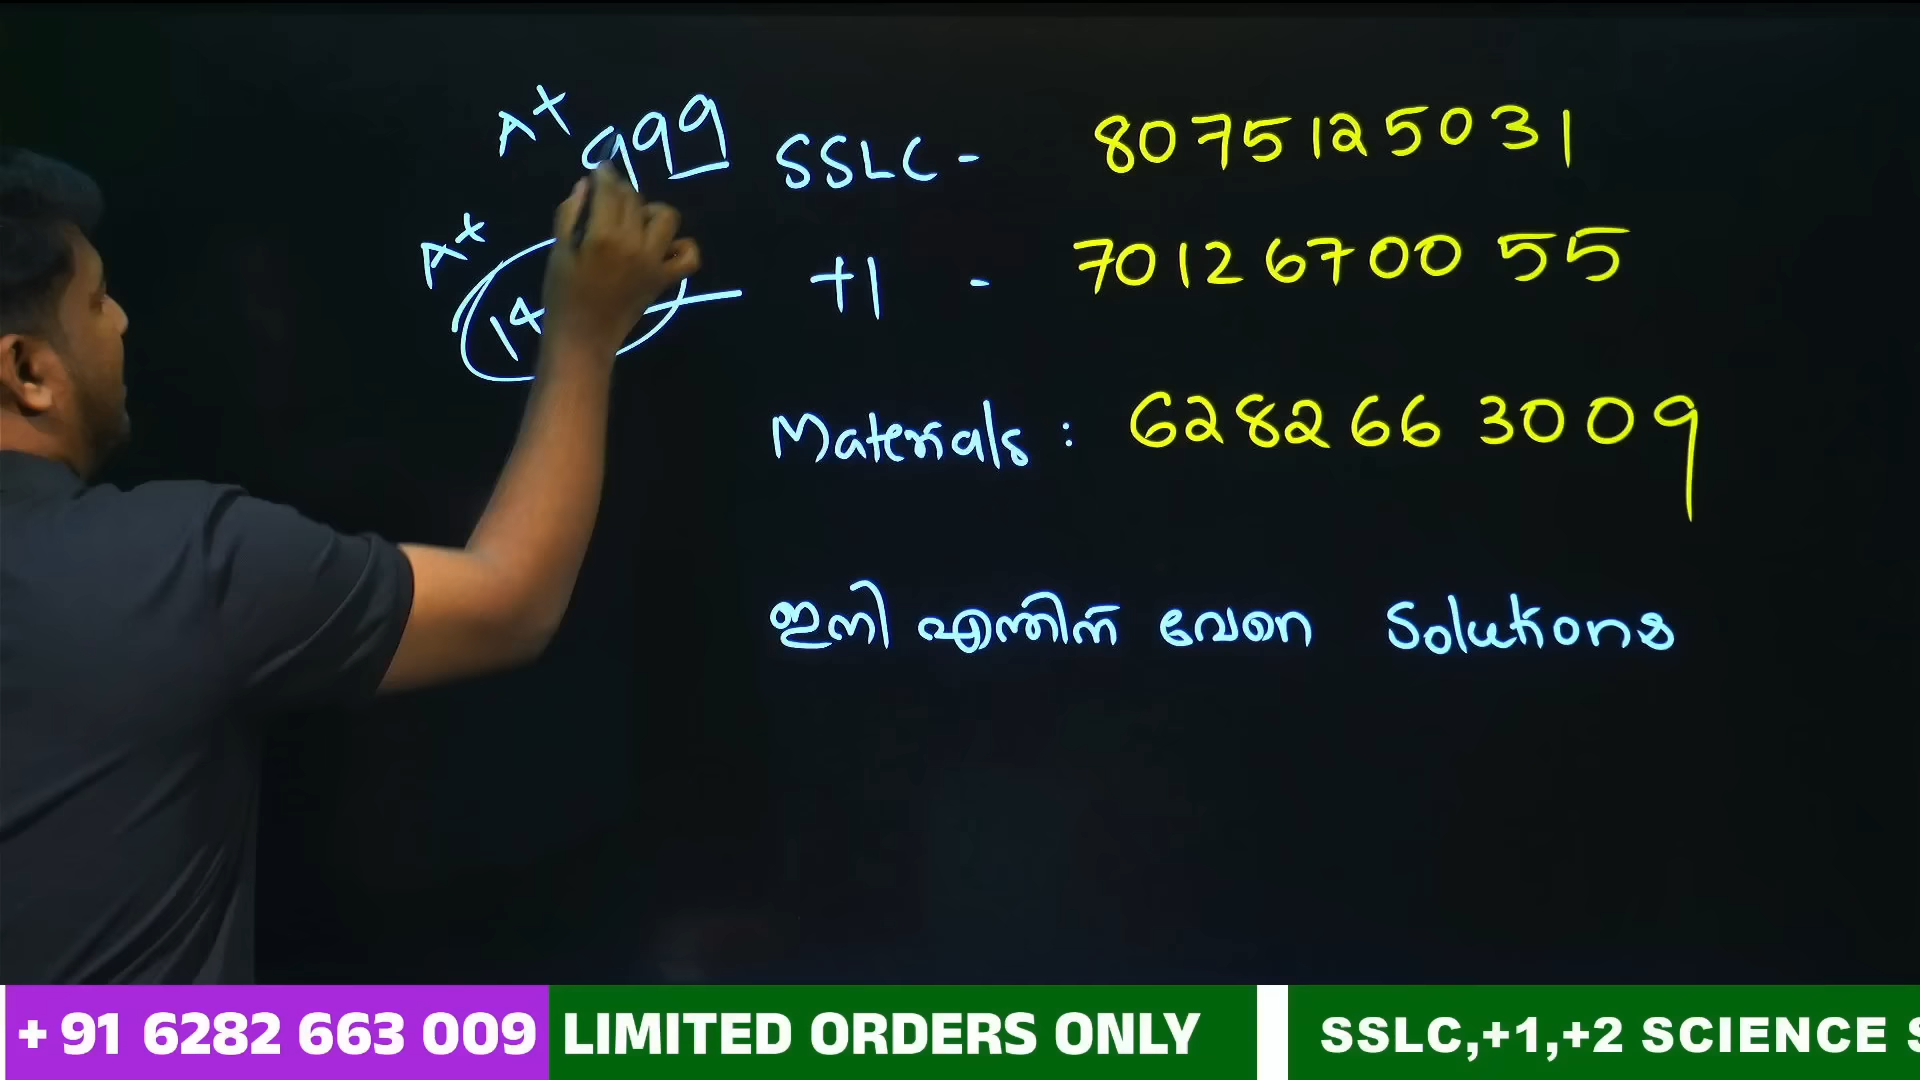 A+ 999 SSLC - 8075125031
A+ +1 - 7012670055
Materials : 6282663009
ഇനി എന്തിന് വേറെ Solutions
+ 91 6282 663 009 LIMITED ORDERS ONLY SSLC,+1,+2 SCIENCE